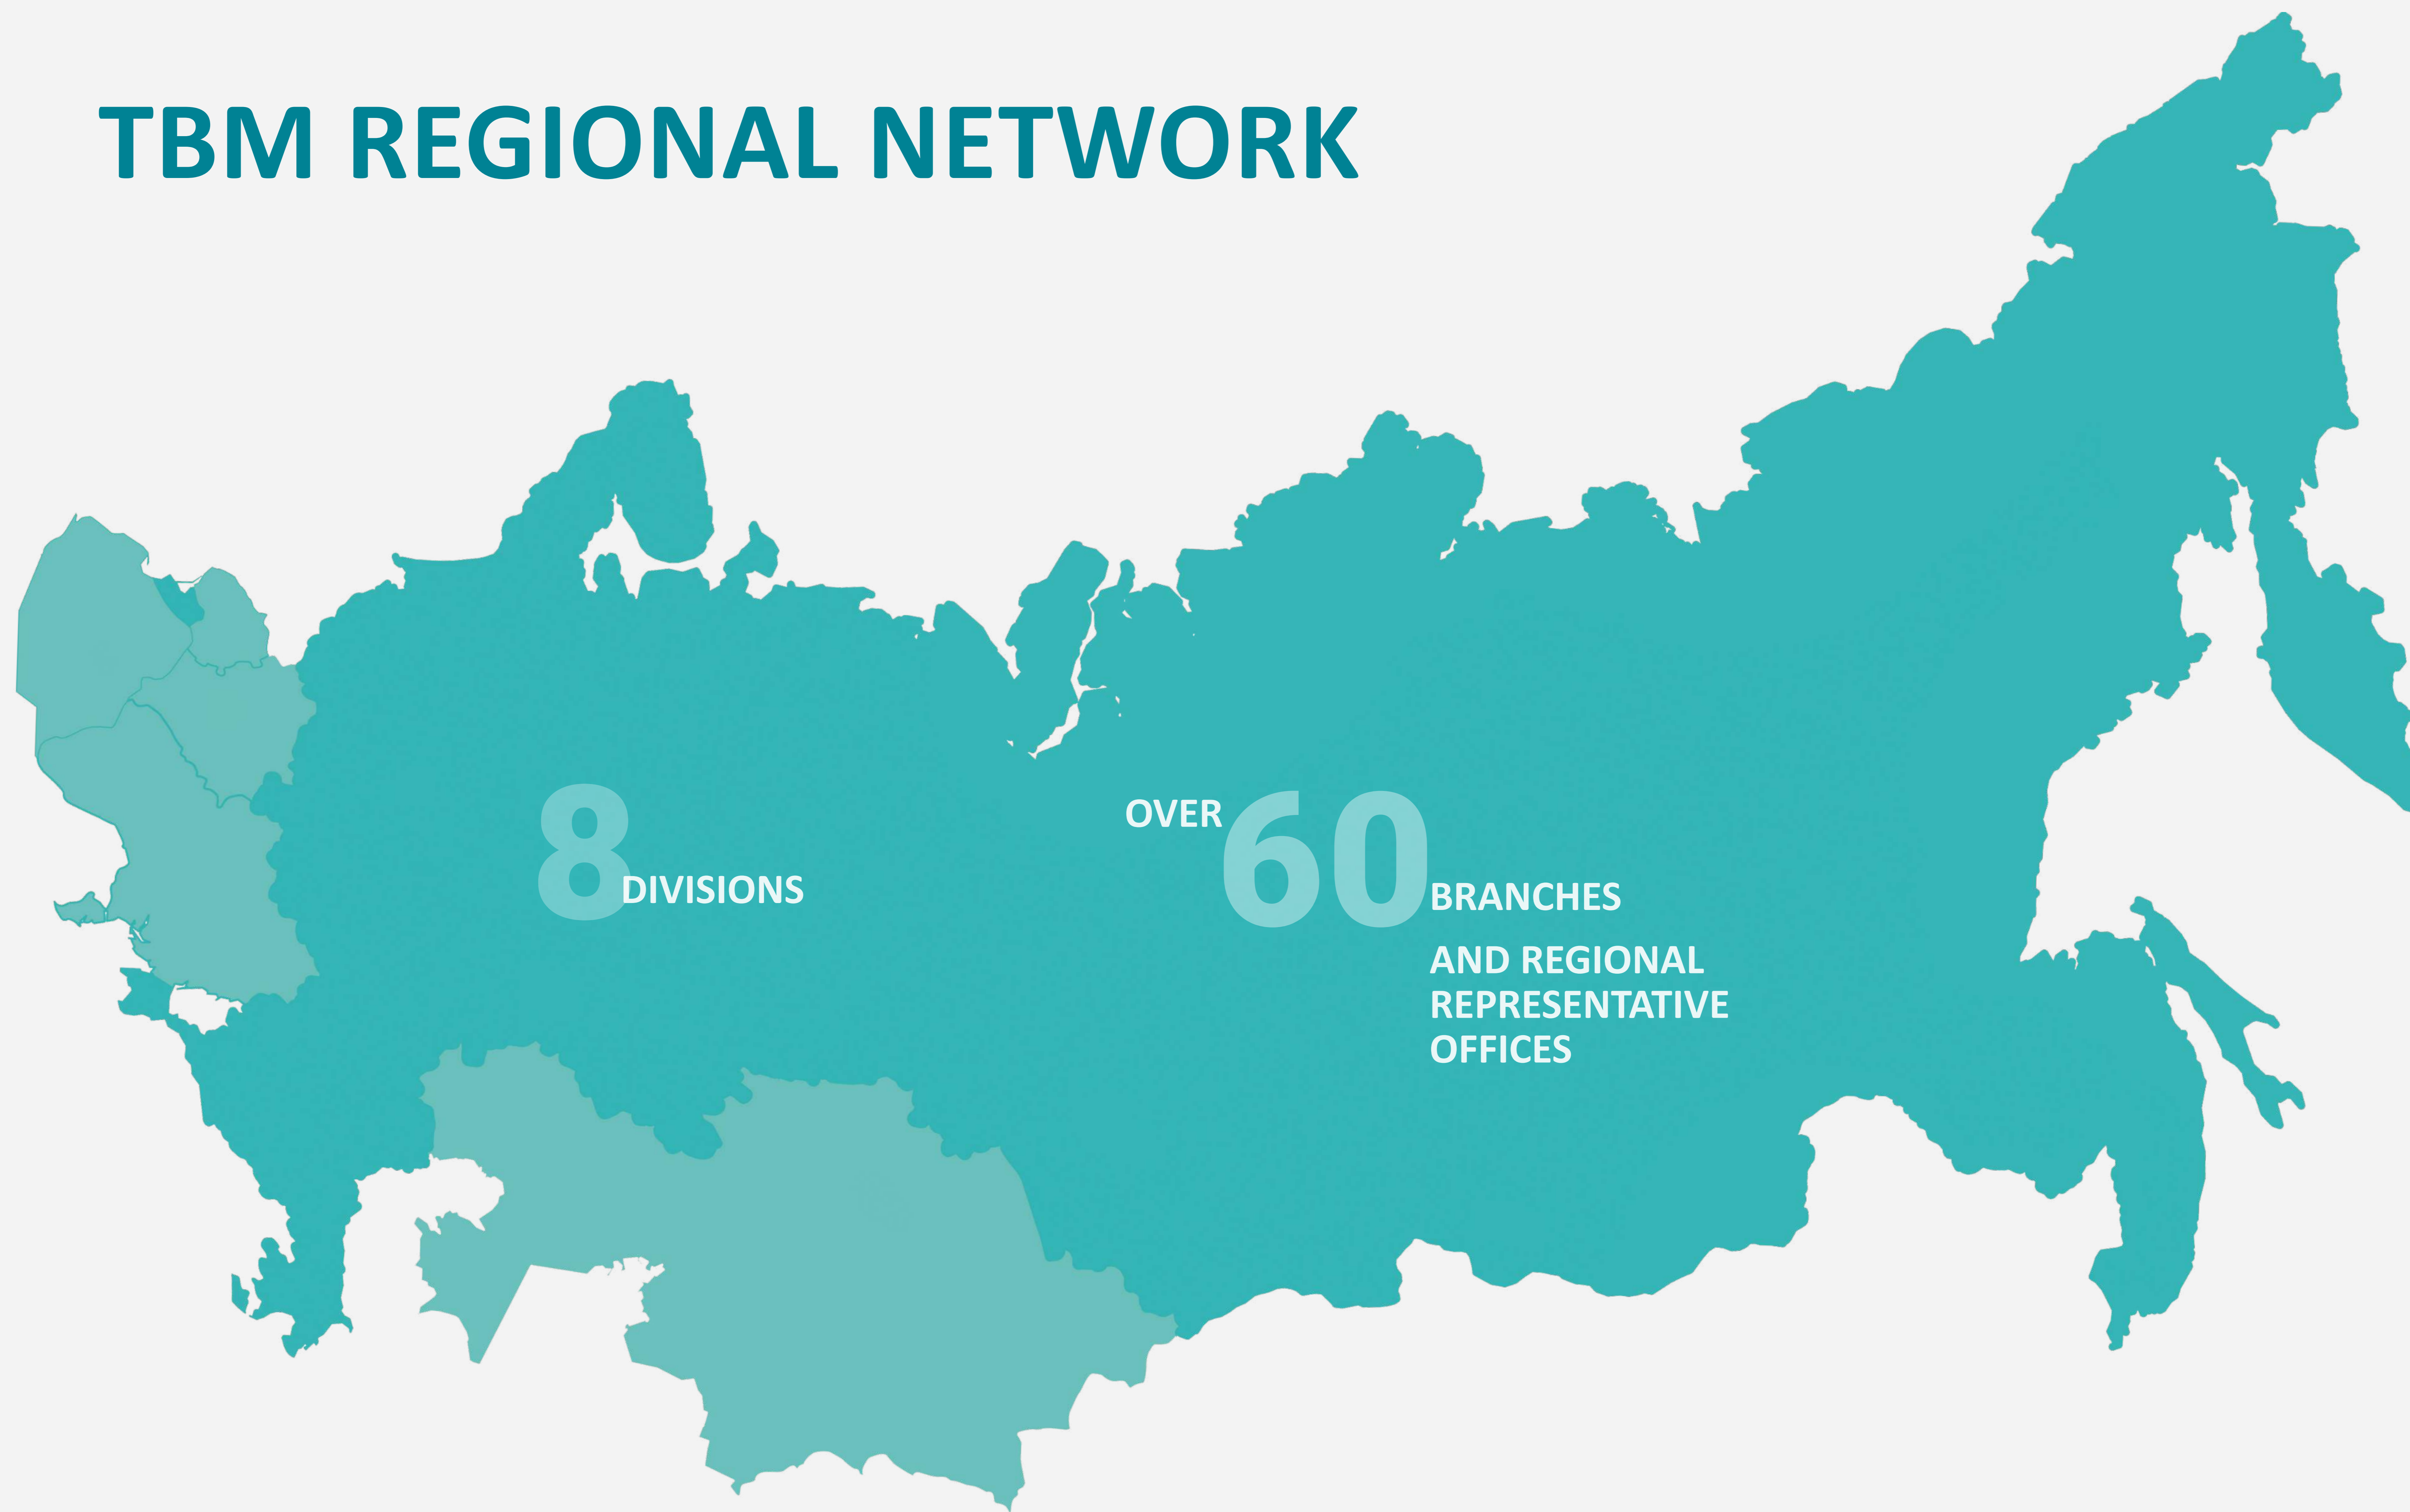 TBM REGIONAL NETWORK
8 DIVISIONS
OVER 60 BRANCHES
AND REGIONAL
REPRESENTATIVE
OFFICES